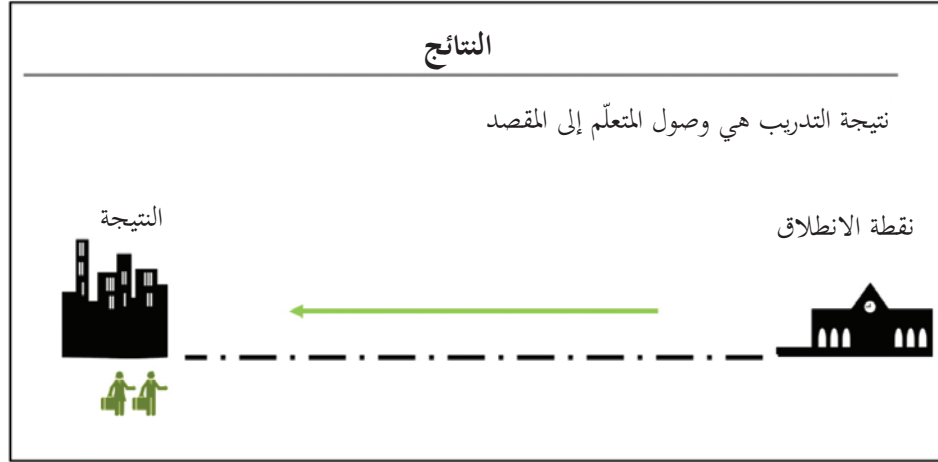 النتائج
نتيجة التدريب هي وصول المتعلّم إلى المقصد
نقطة الانطلاق
النتيجة